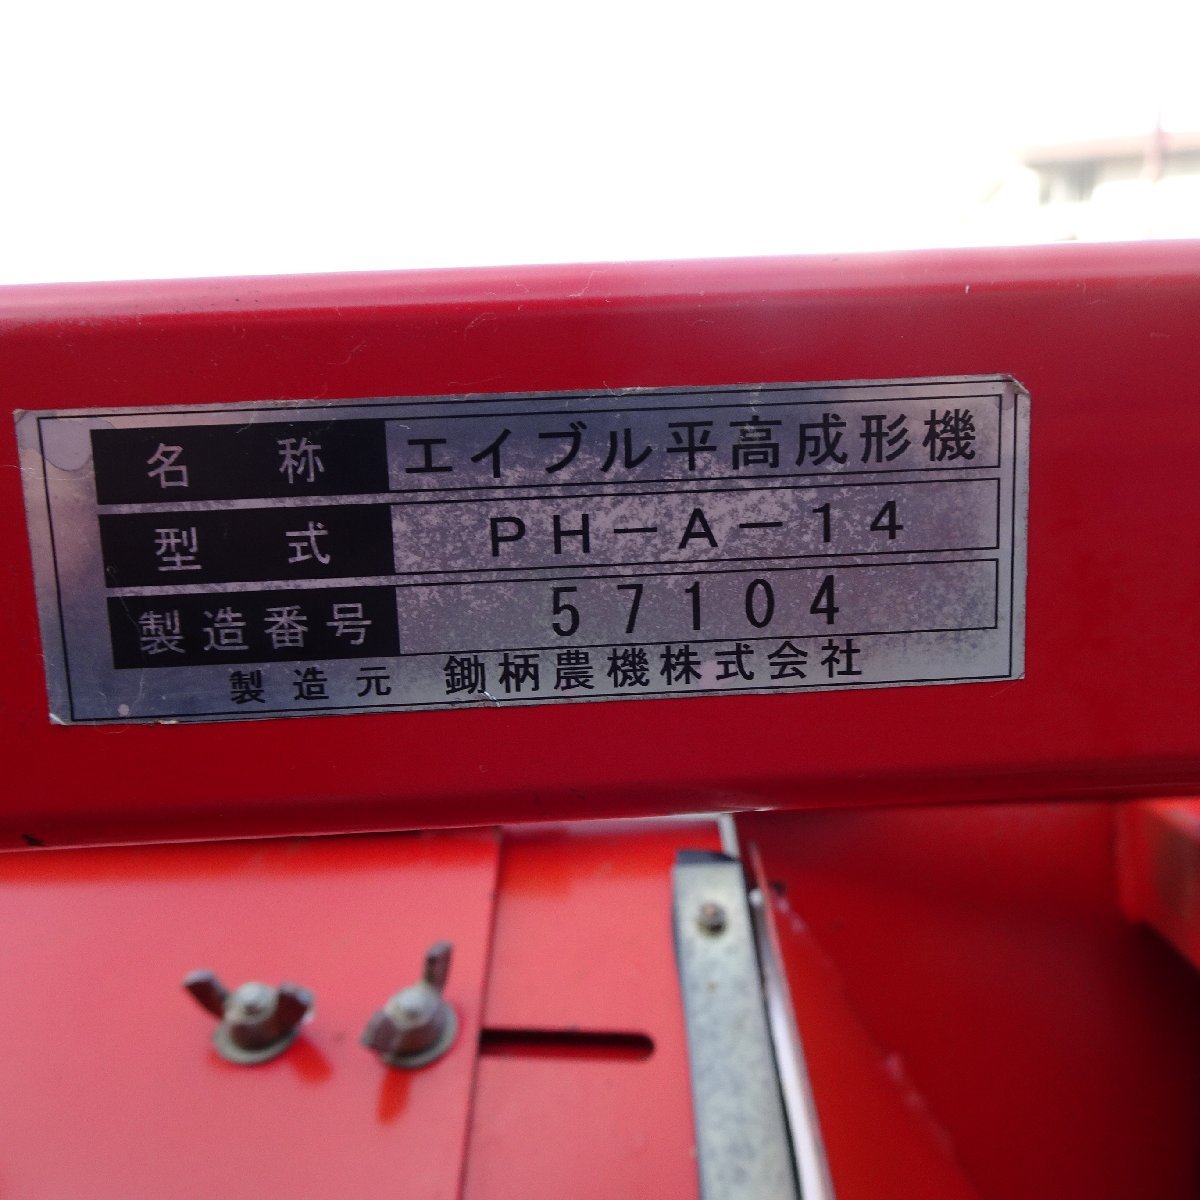 名称 エイブル平高成形機
型式 PH－A－14
製造番号 57104
製造元 鋤柄農機株式会社